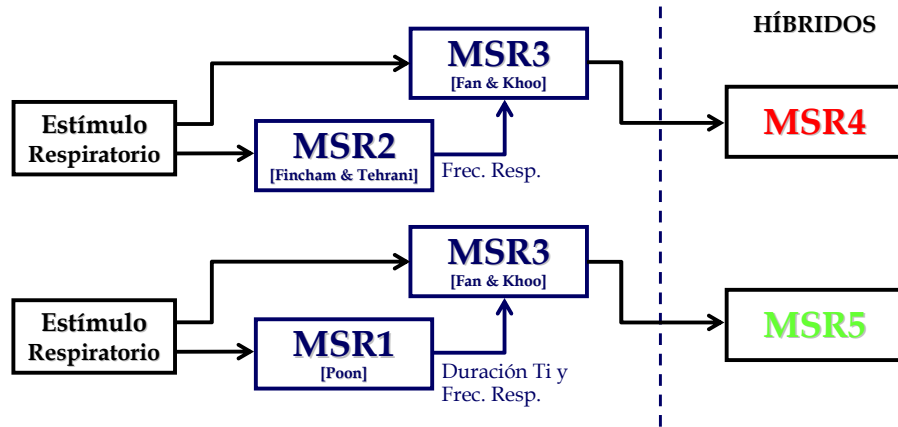 HÍBRIDOS
MSR3
[Fan & Khoo]
Estímulo
Respiratorio
MSR2
[Fincham & Tehrani]
Frec. Resp.
MSR4
MSR3
[Fan & Khoo]
Estímulo
Respiratorio
MSR1
[Poon]
Duración Ti y
Frec. Resp.
MSR5